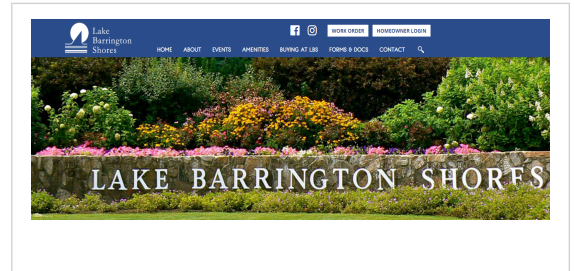 Lake
Barrington
Shores
WORK ORDER HOMEOWNER LOGIN
HOME ABOUT EVENTS AMENITIES BUYING AT LBS FORMS & DOCS CONTACT
LAKE BARRINGTON SHORES